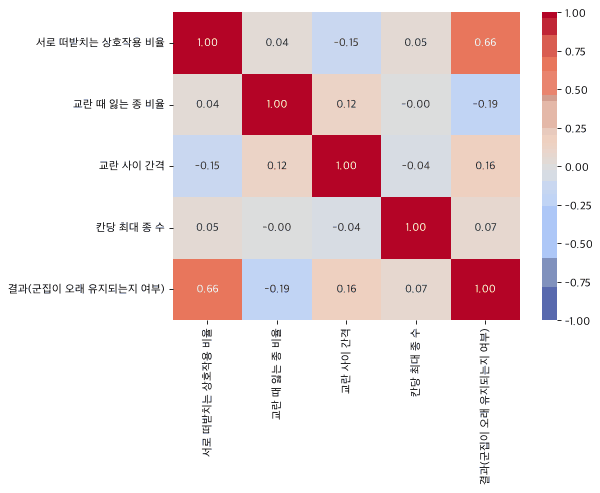 서로 떠받치는 상호작용 비율 1.00 0.04 -0.15 0.05 0.66
교란 때 잃는 종 비율 0.04 1.00 0.12 -0.00 -0.19
교란 사이 간격 -0.15 0.12 1.00 -0.04 0.16
칸당 최대 종 수 0.05 -0.00 -0.04 1.00 0.07
결과(군집이 오래 유지되는지 여부) 0.66 -0.19 0.16 0.07 1.00
서로 떠받치는 상호작용 비율
교란 때 잃는 종 비율
교란 사이 간격
칸당 최대 종 수
결과(군집이 오래 유지되는지 여부)
1.00
0.75
0.50
0.25
0.00
-0.25
-0.50
-0.75
-1.00